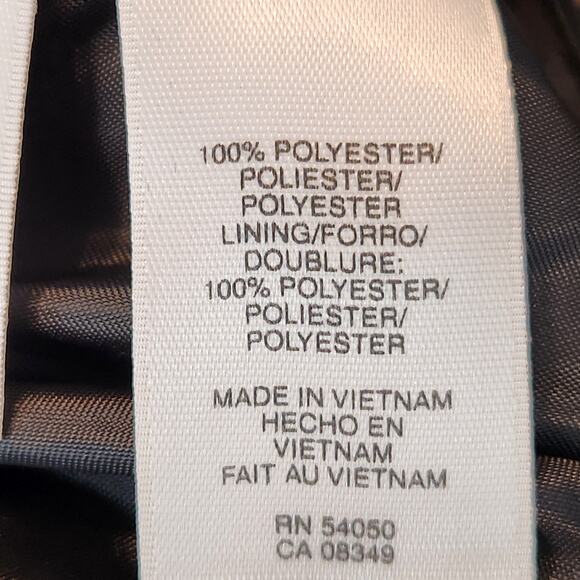 100% POLYESTER/
POLIESTER/
POLYESTER
LINING/FORRO/
DOUBLURE:
100% POLYESTER/
POLIESTER/
POLYESTER
MADE IN VIETNAM
HECHO EN
VIETNAM
FAIT AU VIETNAM
RN 54050
CA 08349